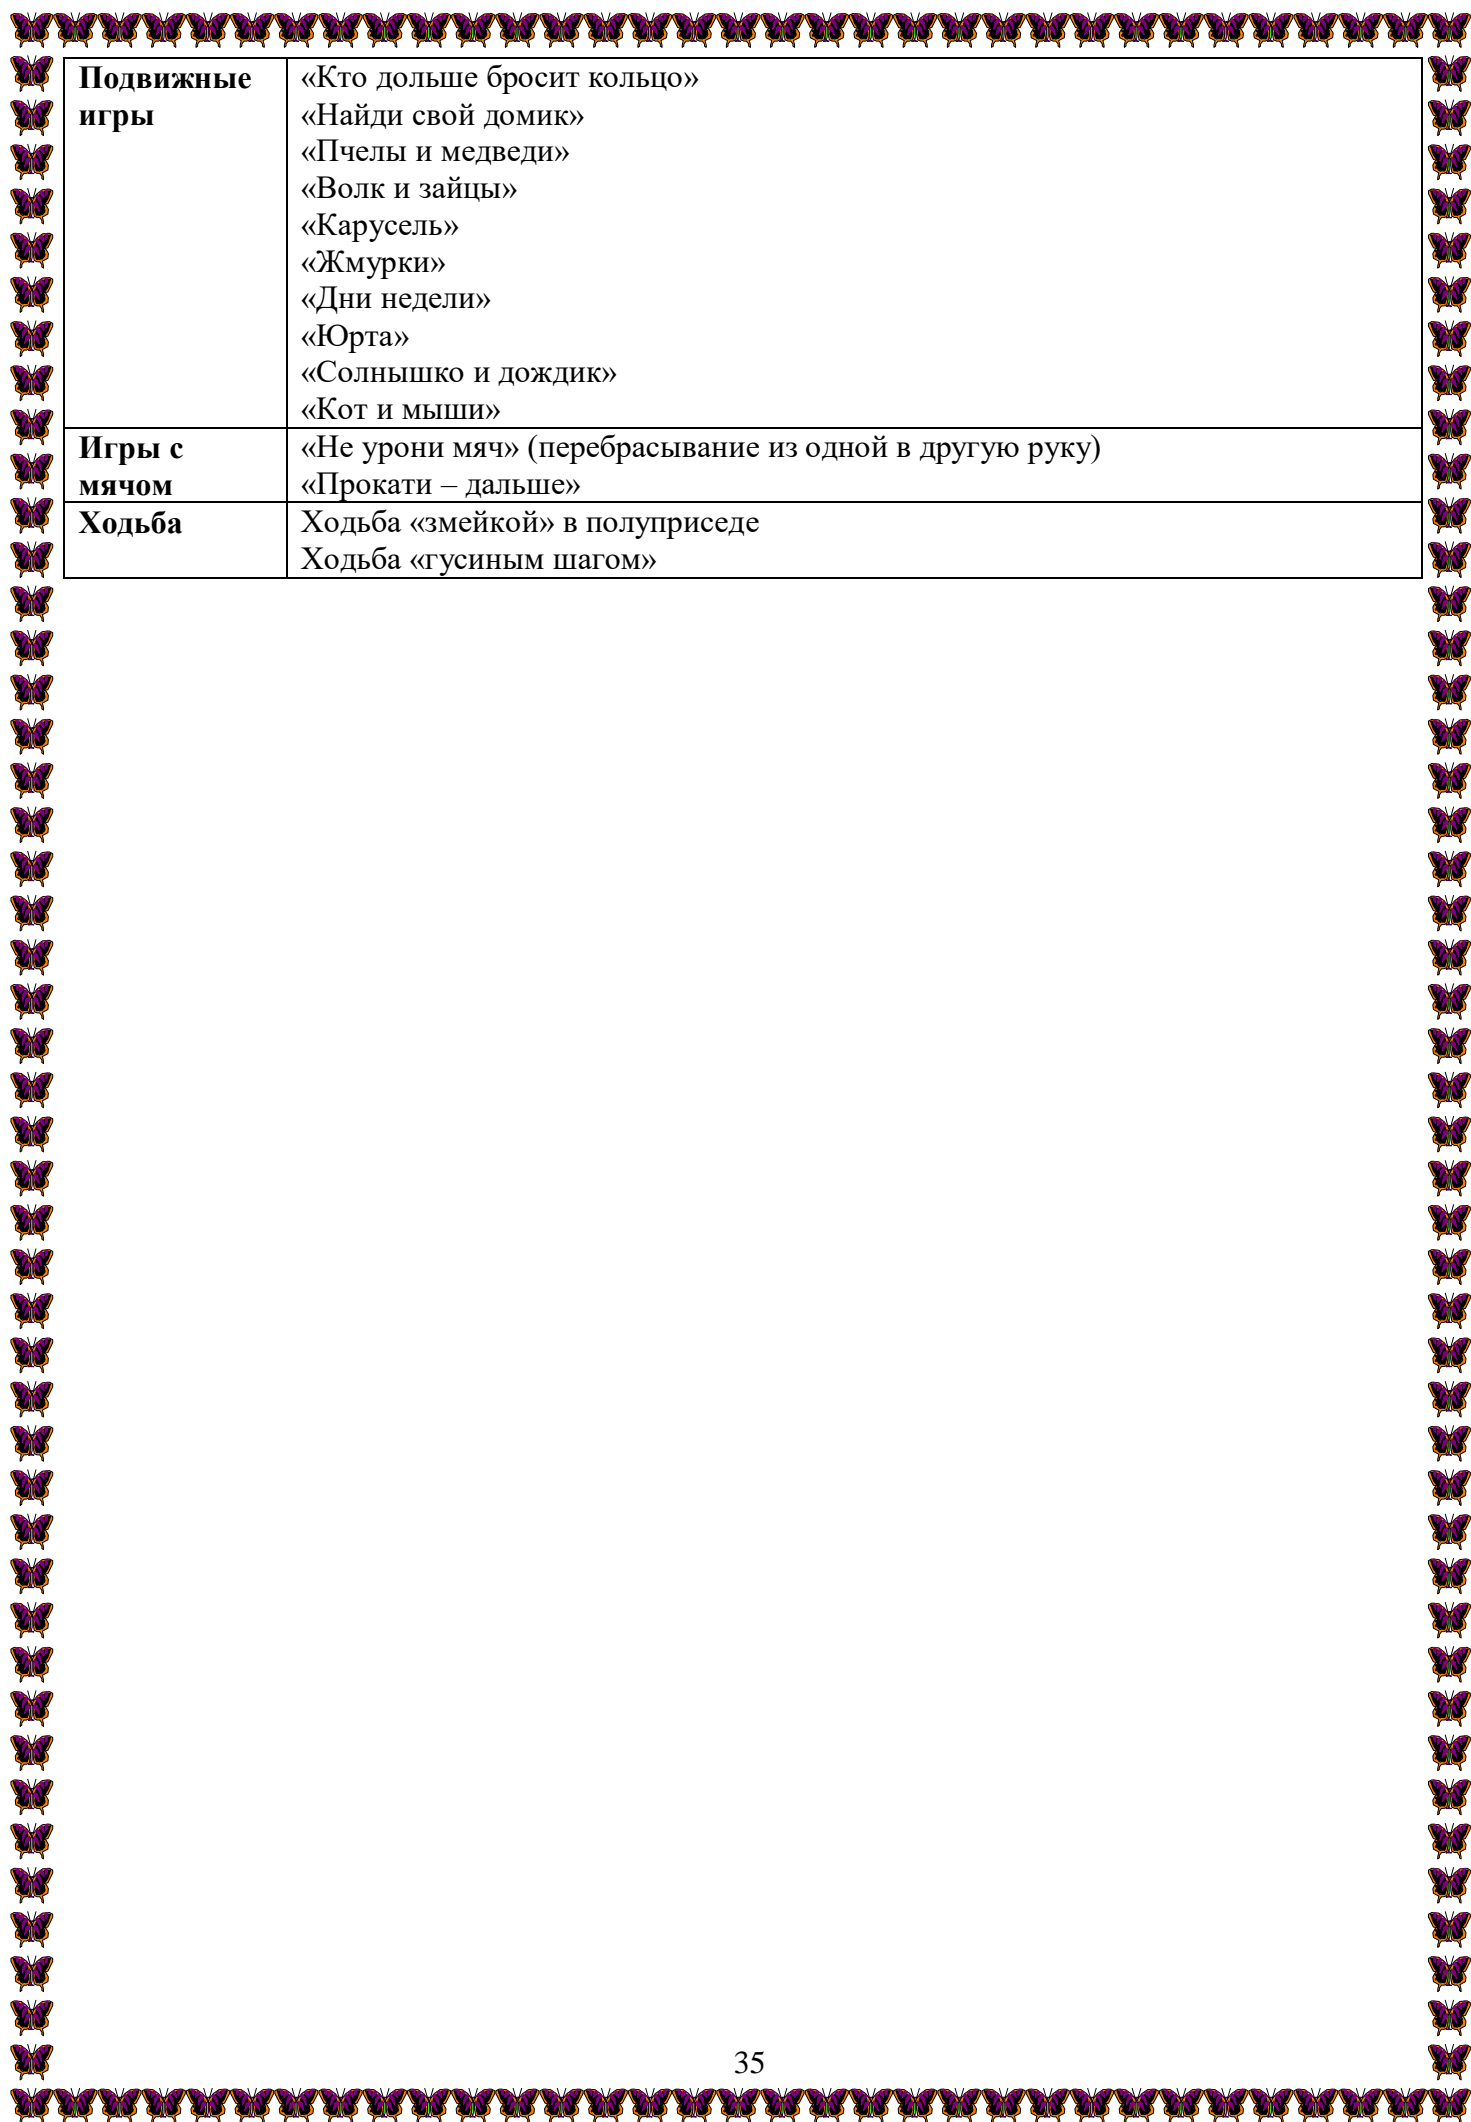 Подвижные игры
«Кто дольше бросит кольцо»
«Найди свой домик»
«Пчелы и медведи»
«Волк и зайцы»
«Карусель»
«Жмурки»
«Дни недели»
«Юрта»
«Солнышко и дождик»
«Кот и мыши»
Игры с мячом
«Не урони мяч» (перебрасывание из одной в другую руку)
«Прокати – дальше»
Ходьба
Ходьба «змейкой» в полуприседе
Ходьба «гусиным шагом»
35